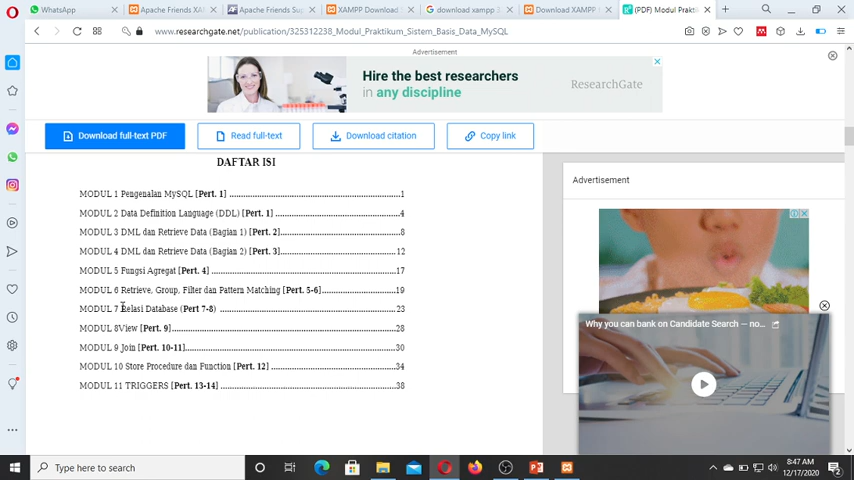 WhatsApp
Apache Friends XAM
Apache Friends Sup
XAMPP Download
download xampp 3.
Download XAMPP
(PDF) Modul Prakti
www.researchgate.net/publication/325312238_Modul_Praktikum_Sistem_Basis_Data_MySQL
Advertisement
Hire the best researchers
in any discipline
ResearchGate
Download full-text PDF
Read full-text
Download citation
Copy link
DAFTAR ISI
MODUL 1 Pengenalan MySQL [Pert. 1] ...............1
MODUL 2 Data Definition Language (DDL) [Pert. 1] ...............4
MODUL 3 DML dan Retrieve Data (Bagian 1) [Pert. 2]...............8
MODUL 4 DML dan Retrieve Data (Bagian 2) [Pert. 3]...............12
MODUL 5 Fungsi Agregat [Pert. 4] ...............17
MODUL 6 Retrieve, Group, Filter dan Pattern Matching [Pert. 5-6]...............19
MODUL 7 Relasi Database (Pert 7-8) ...............23
MODUL 8View [Pert. 9]...............28
MODUL 9 Join [Pert. 10-11]...............30
MODUL 10 Store Procedure dan Function [Pert. 12] ...............34
MODUL 11 TRIGGERS [Pert. 13-14] ...............38
Advertisement
Why you can bank on Candidate Search — no...
Type here to search
8:47 AM
12/17/2020
2